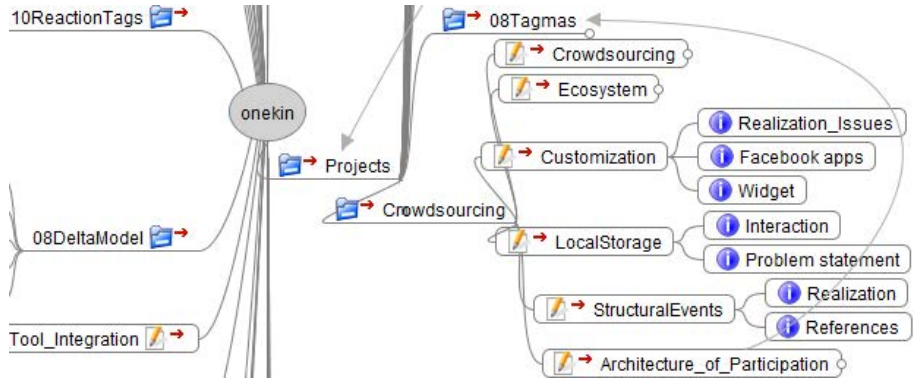 10ReactionTags
onekin
08DeltaModel
Tool_Integration
Projects
Crowdsourcing
08Tagmas
Crowdsourcing
Ecosystem
Customization
Realization_Issues
Facebook apps
Widget
LocalStorage
Interaction
Problem statement
StructuralEvents
Realization
References
Architecture_of_Participation